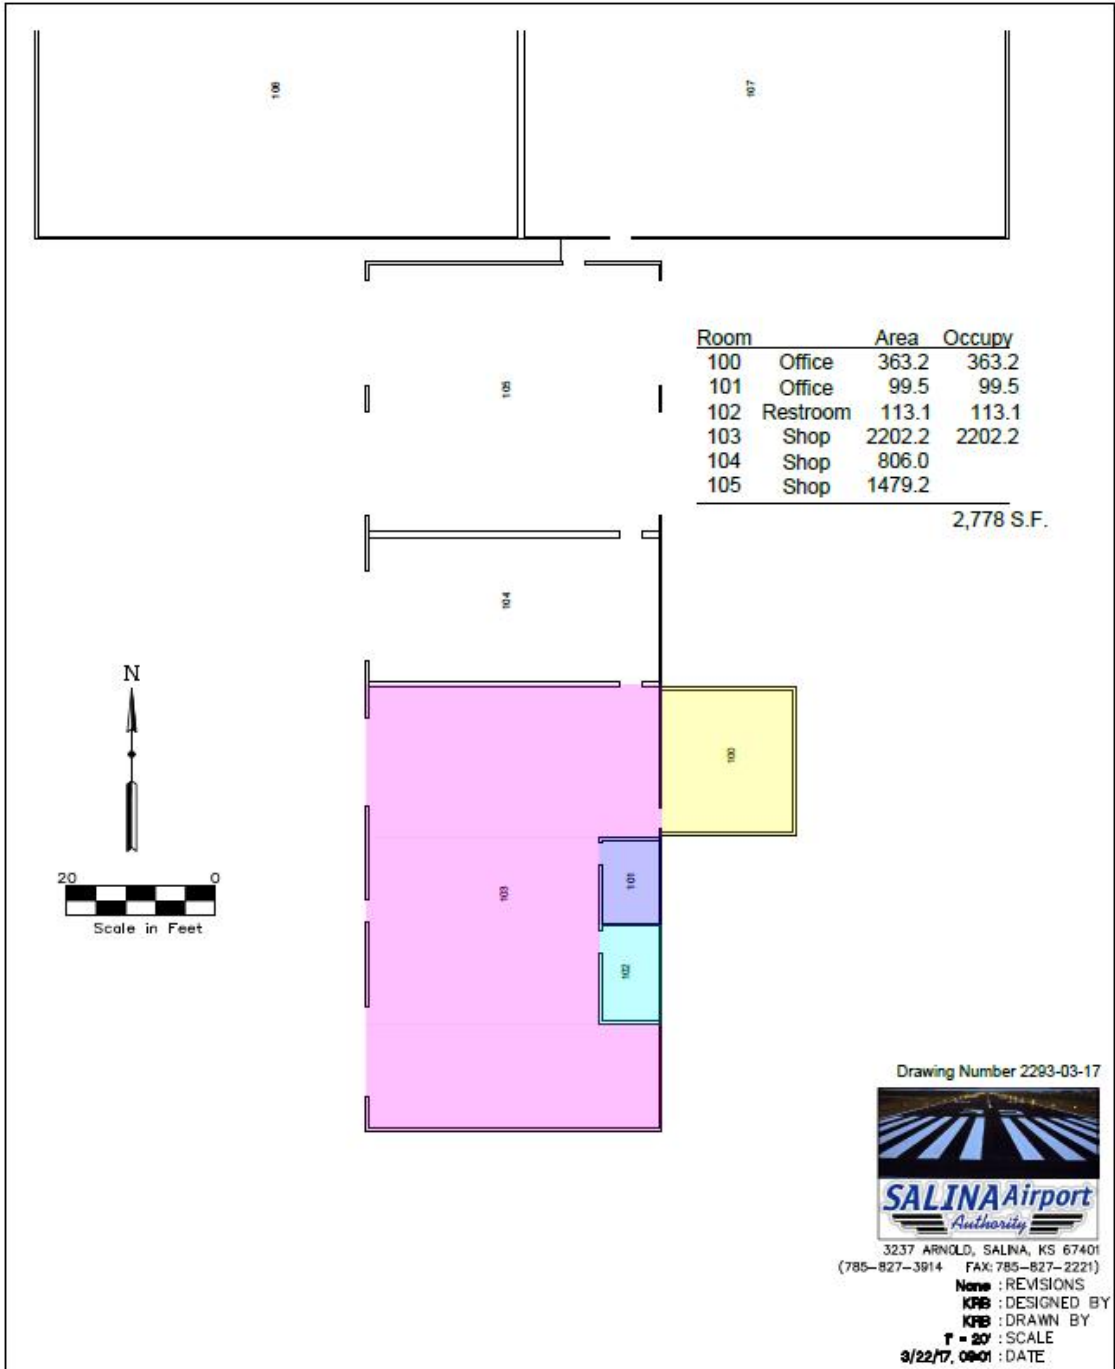 106
107
105
Room Area Occupy
100 Office 363.2 363.2
101 Office 99.5 99.5
102 Restroom 113.1 113.1
103 Shop 2202.2 2202.2
104 Shop 806.0
105 Shop 1479.2
2,778 S.F.
104
N
100
20 0
Scale in Feet
103
101
102
Drawing Number 2293-03-17
SALINA Airport
Authority
3237 ARNOLD, SALINA, KS 67401
(785-827-3914 FAX: 785-827-2221)
None : REVISIONS
KRB : DESIGNED BY
KRB : DRAWN BY
1" = 20' : SCALE
3/22/17, : DATE